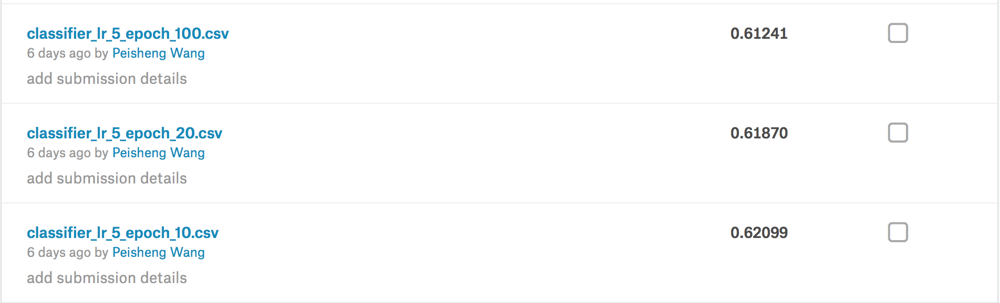 classifier_lr_5_epoch_100.csv 0.61241
6 days ago by Peisheng Wang
add submission details
classifier_lr_5_epoch_20.csv 0.61870
6 days ago by Peisheng Wang
add submission details
classifier_lr_5_epoch_10.csv 0.62099
6 days ago by Peisheng Wang
add submission details